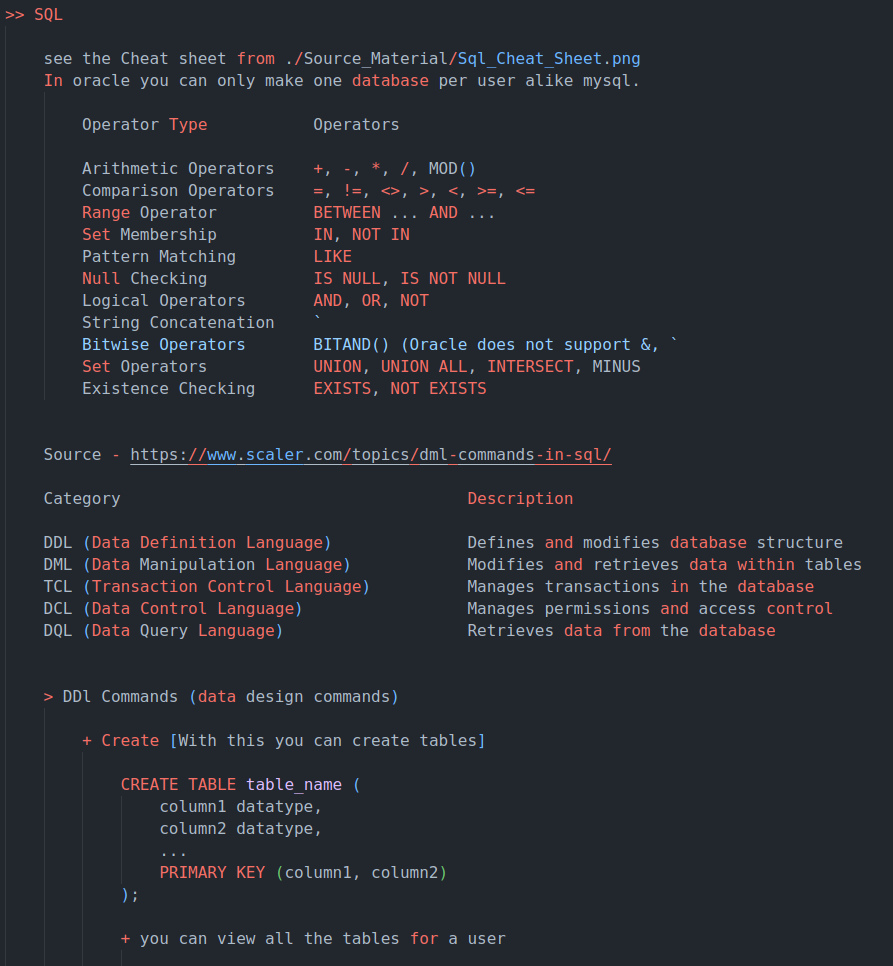 >> SQL
see the Cheat sheet from ./Source_Material/Sql_Cheat_Sheet.png
In oracle you can only make one database per user alike mysql.
Operator Type Operators
Arithmetic Operators +, -, *, /, MOD()
Comparison Operators =, !=, <>, >, <, >=, <=
Range Operator BETWEEN ... AND ...
Set Membership IN, NOT IN
Pattern Matching LIKE
Null Checking IS NULL, IS NOT NULL
Logical Operators AND, OR, NOT
String Concatenation `
Bitwise Operators BITAND() (Oracle does not support &, `
Set Operators UNION, UNION ALL, INTERSECT, MINUS
Existence Checking EXISTS, NOT EXISTS
Source - https://www.scaler.com/topics/dml-commands-in-sql/
Category Description
DDL (Data Definition Language) Defines and modifies database structure
DML (Data Manipulation Language) Modifies and retrieves data within tables
TCL (Transaction Control Language) Manages transactions in the database
DCL (Data Control Language) Manages permissions and access control
DQL (Data Query Language) Retrieves data from the database
> DDl Commands (data design commands)
+ Create [With this you can create tables]
CREATE TABLE table_name (
column1 datatype,
column2 datatype,
...
PRIMARY KEY (column1, column2)
);
+ you can view all the tables for a user